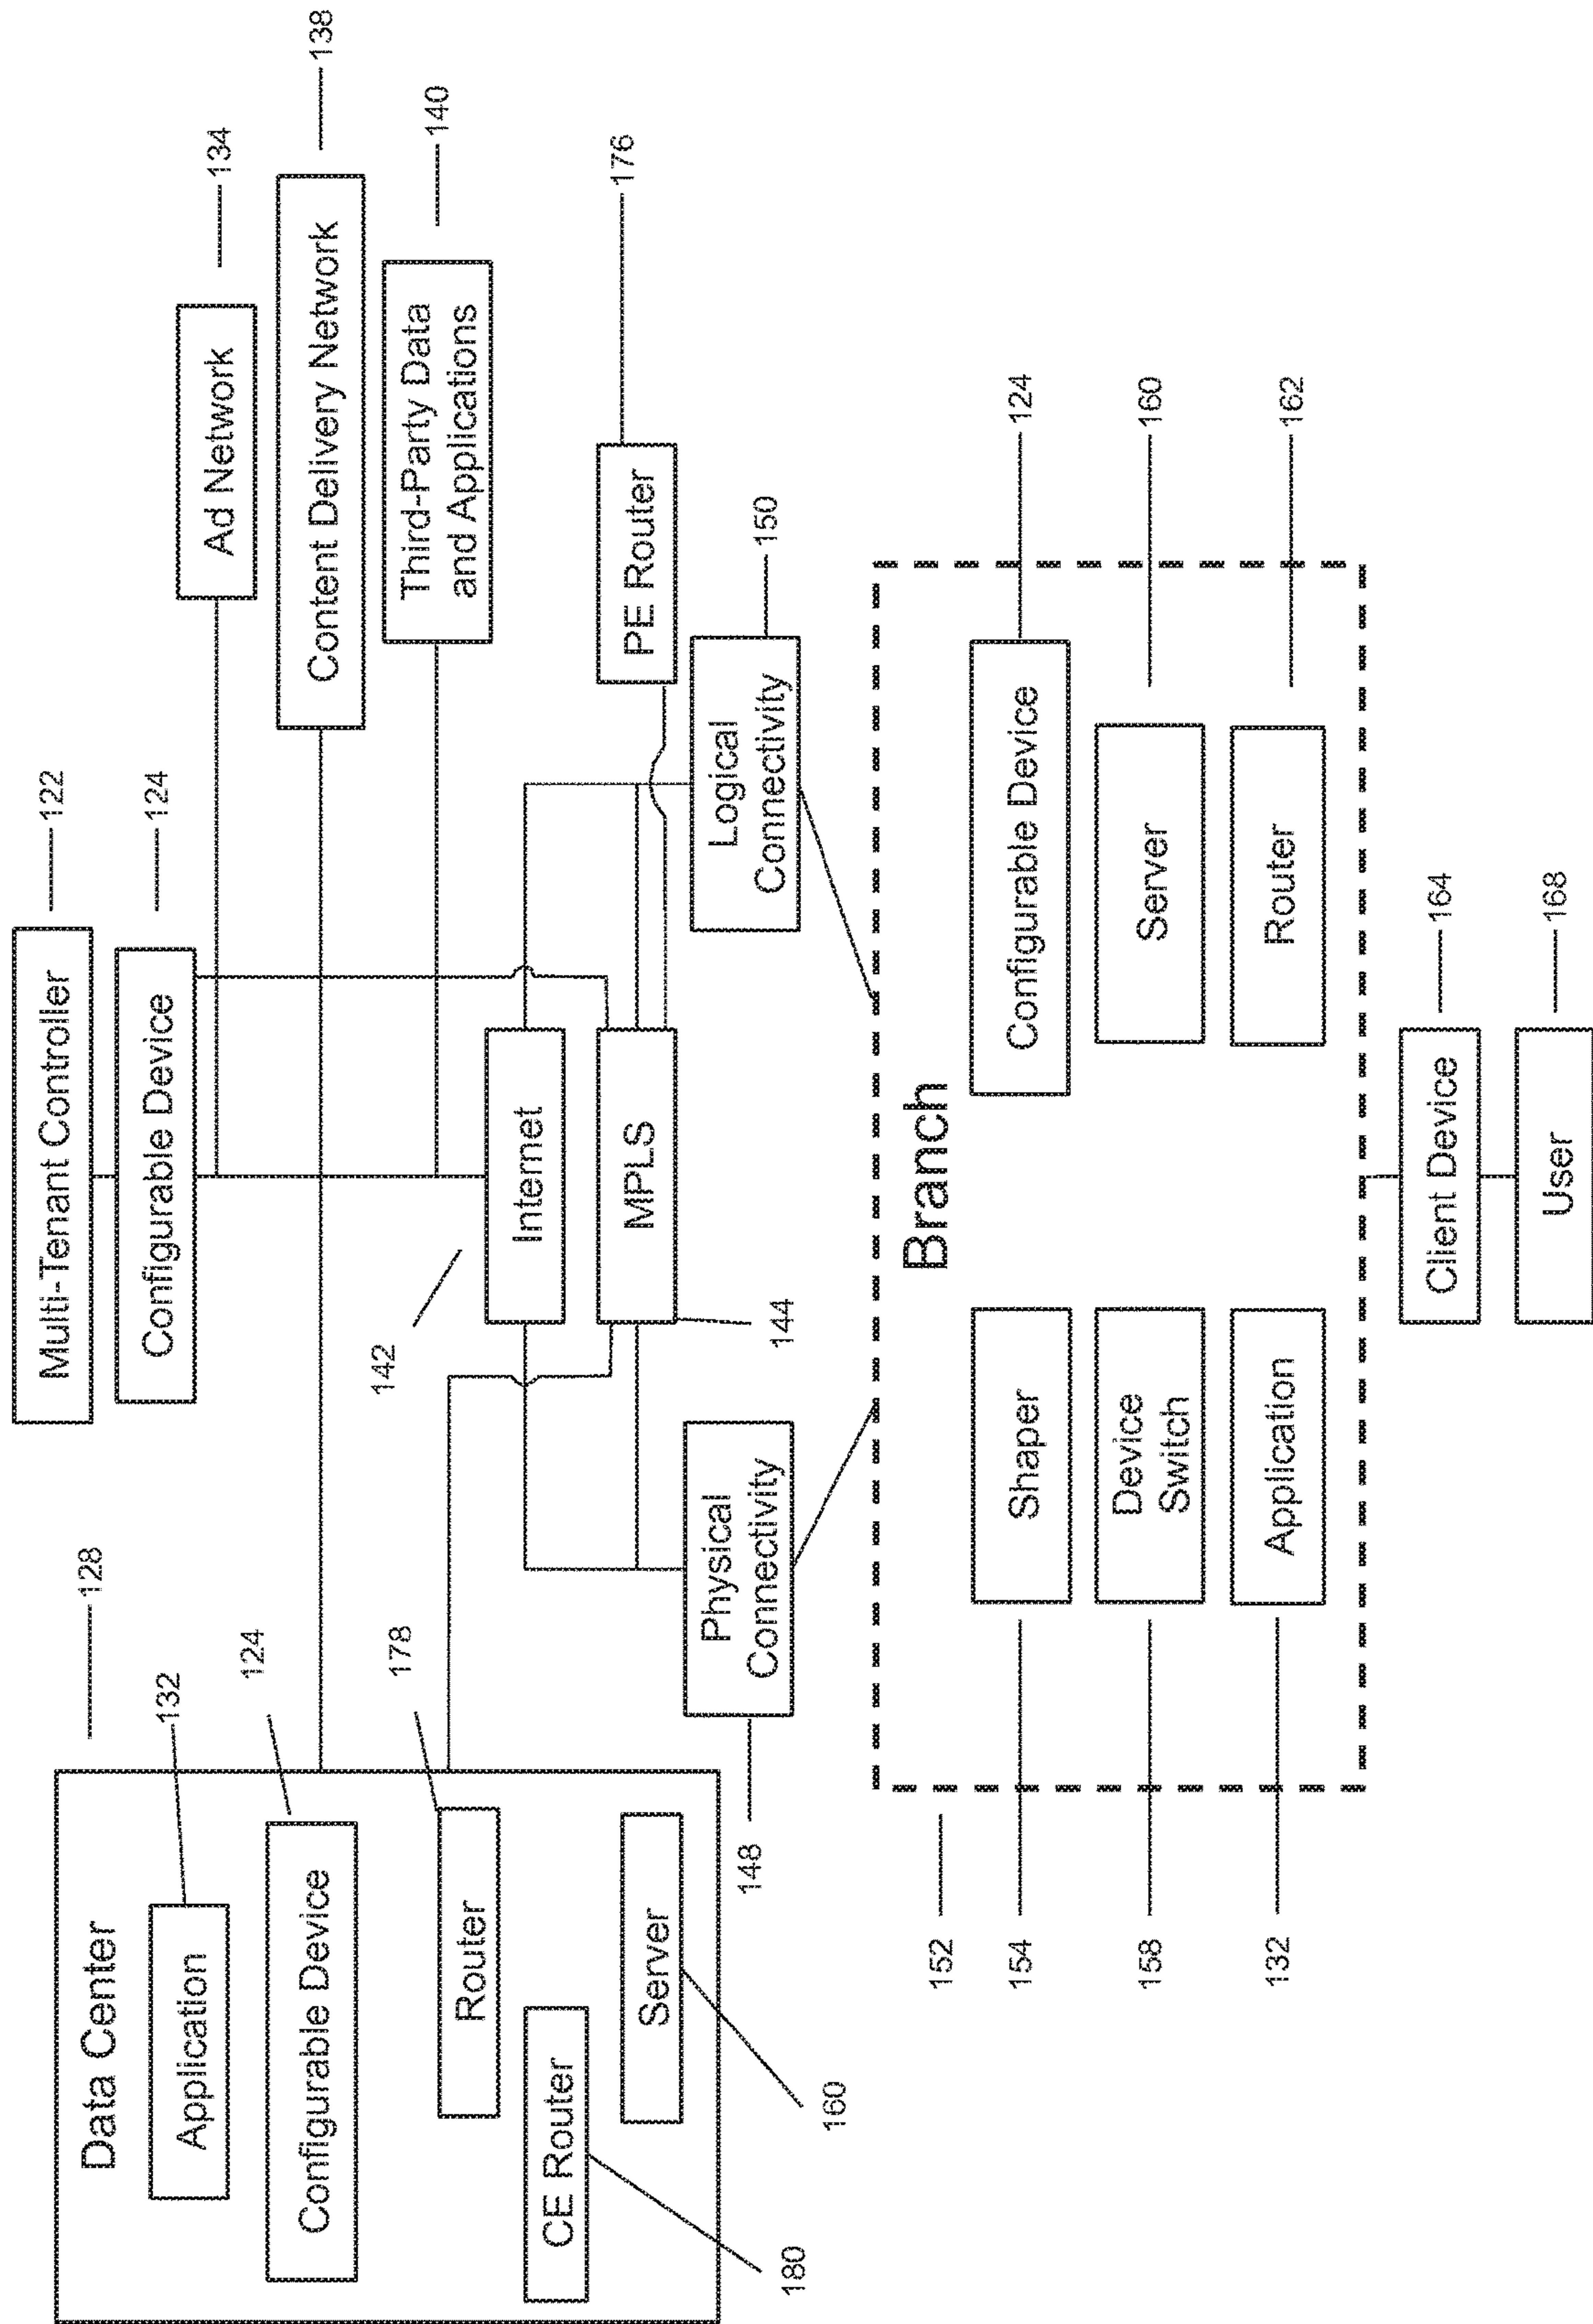 Multi-Tenant Controller
122
Configurable Device
124
Ad Network
134
Content Delivery Network
138
Third-Party Data
and Applications
140
Data Center
128
Application
132
Configurable Device
124
Router
178
CE Router
180
Server
160
142
Internet
MPLS
144
PE Router
176
Physical
Connectivity
148
Logical
Connectivity
150
Branch
152
Shaper
154
Configurable Device
124
Device
Switch
158
Server
160
Application
132
Router
162
Client Device
164
User
168